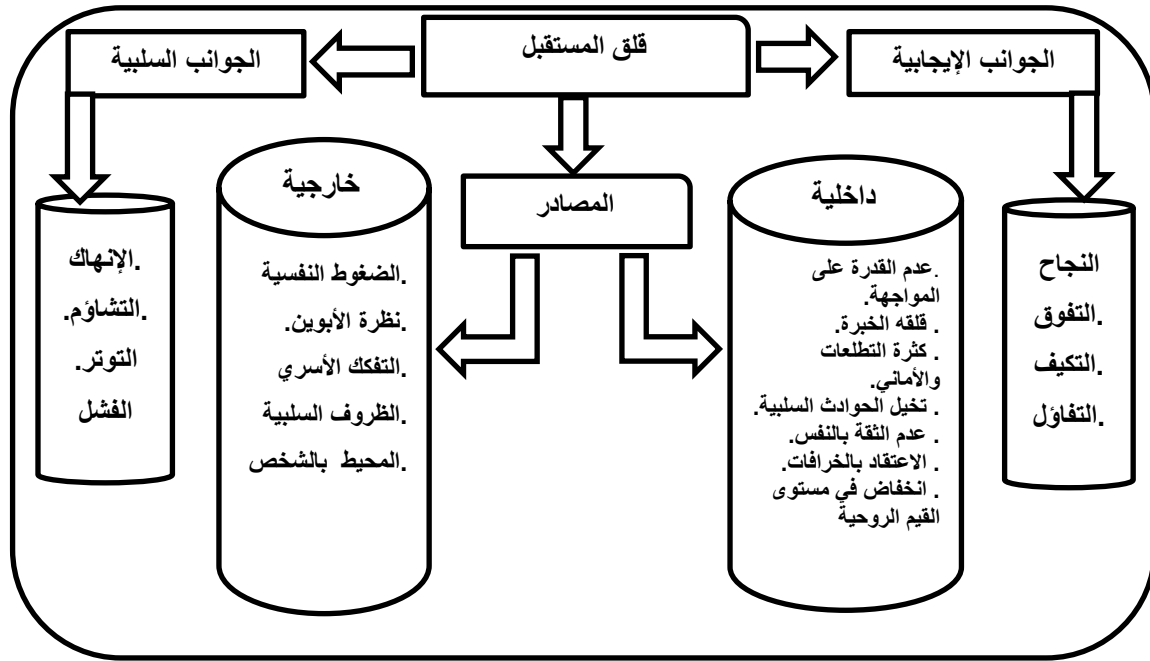 قلق المستقبل
الجوانب الإيجابية
الجوانب السلبية
المصادر
النجاح
.التفوق
.التكيف
.التفاؤل
داخلية
.عدم القدرة على
المواجهة.
. قلقه الخبرة.
. كثرة التطلعات
والأماني.
. تخيل الحوادث السلبية.
. عدم الثقة بالنفس.
. الاعتقاد بالخرافات.
. انخفاض في مستوى
القيم الروحية
خارجية
.الضغوط النفسية
.نظرة الأبوين.
.التفكك الأسري
.الظروف السلبية
.المحيط بالشخص
.الإنهاك
.التشاؤم.
التوتر.
الفشل